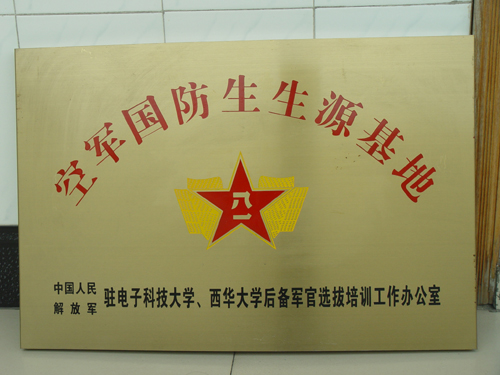 空军国防生生源基地
八一
中国人民
解放军
驻电子科技大学、西华大学后备军官选拔培训工作办公室